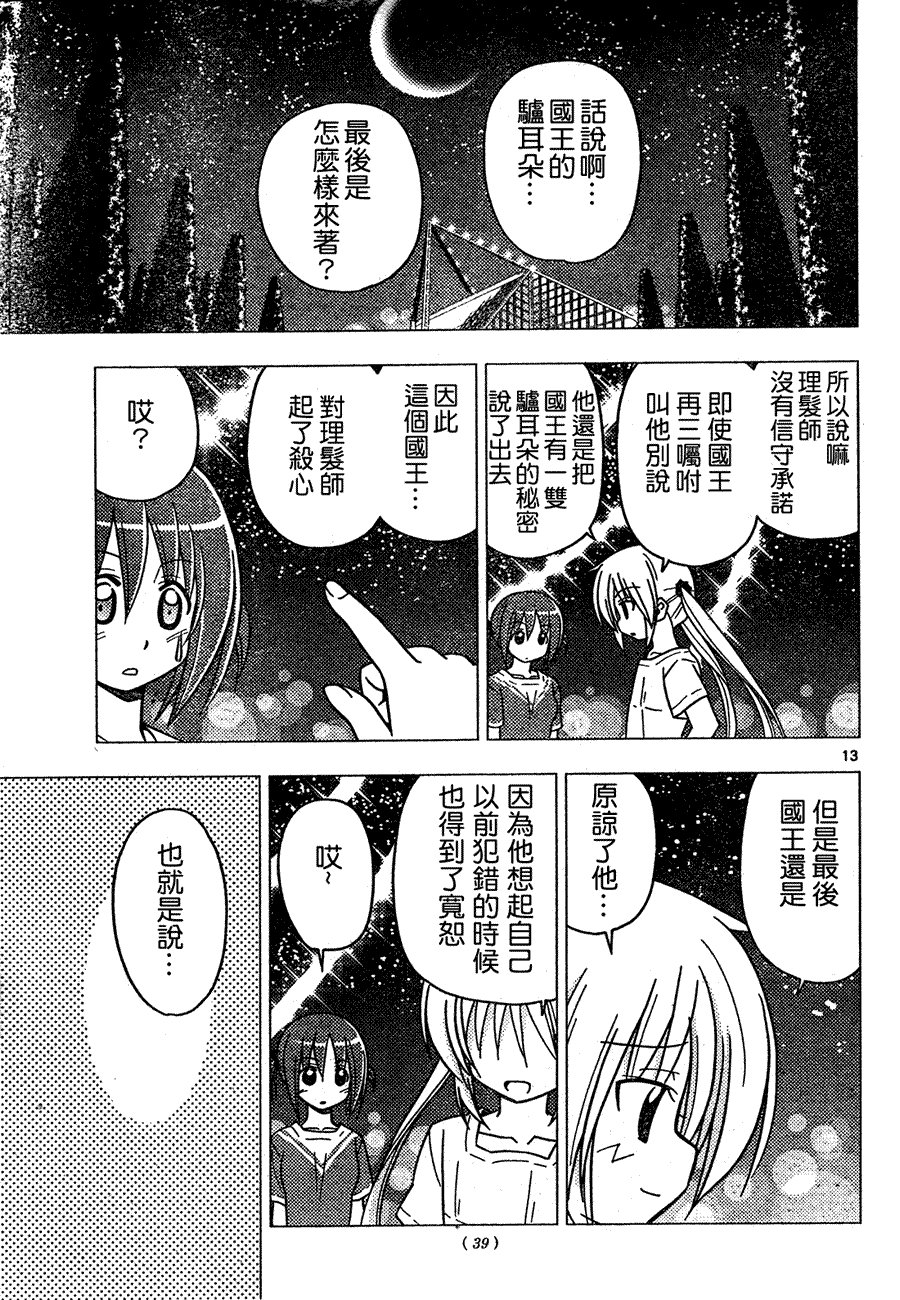 話說啊…
國王的
驢耳朵…
最後是
怎麼樣來著？
所以說嘛
理髮師
沒有信守承諾
即使國王
再三囑咐
叫他別說
他還是把
國王有一雙
驢耳朵的秘密
說了出去
因此
這個國王…
對理髮師
起了殺心
哎？
13
但是最後
國王還是
原諒了他…
因為他想起自己
以前犯錯的時候
也得到了寬恕
哎~
也就是說…
(39)